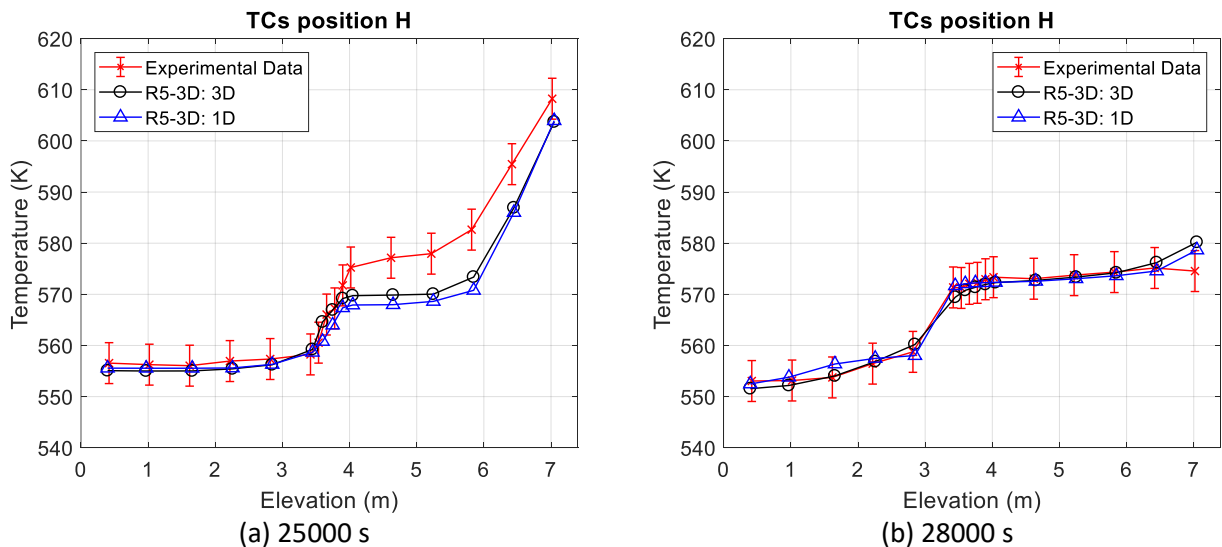 TCs position H
620
610
600
590
580
570
560
550
540
Temperature (K)
Experimental Data
R5-3D: 3D
R5-3D: 1D
0 1 2 3 4 5 6 7
Elevation (m)
(a) 25000 s
TCs position H
620
610
600
590
580
570
560
550
540
Temperature (K)
Experimental Data
R5-3D: 3D
R5-3D: 1D
0 1 2 3 4 5 6 7
Elevation (m)
(b) 28000 s